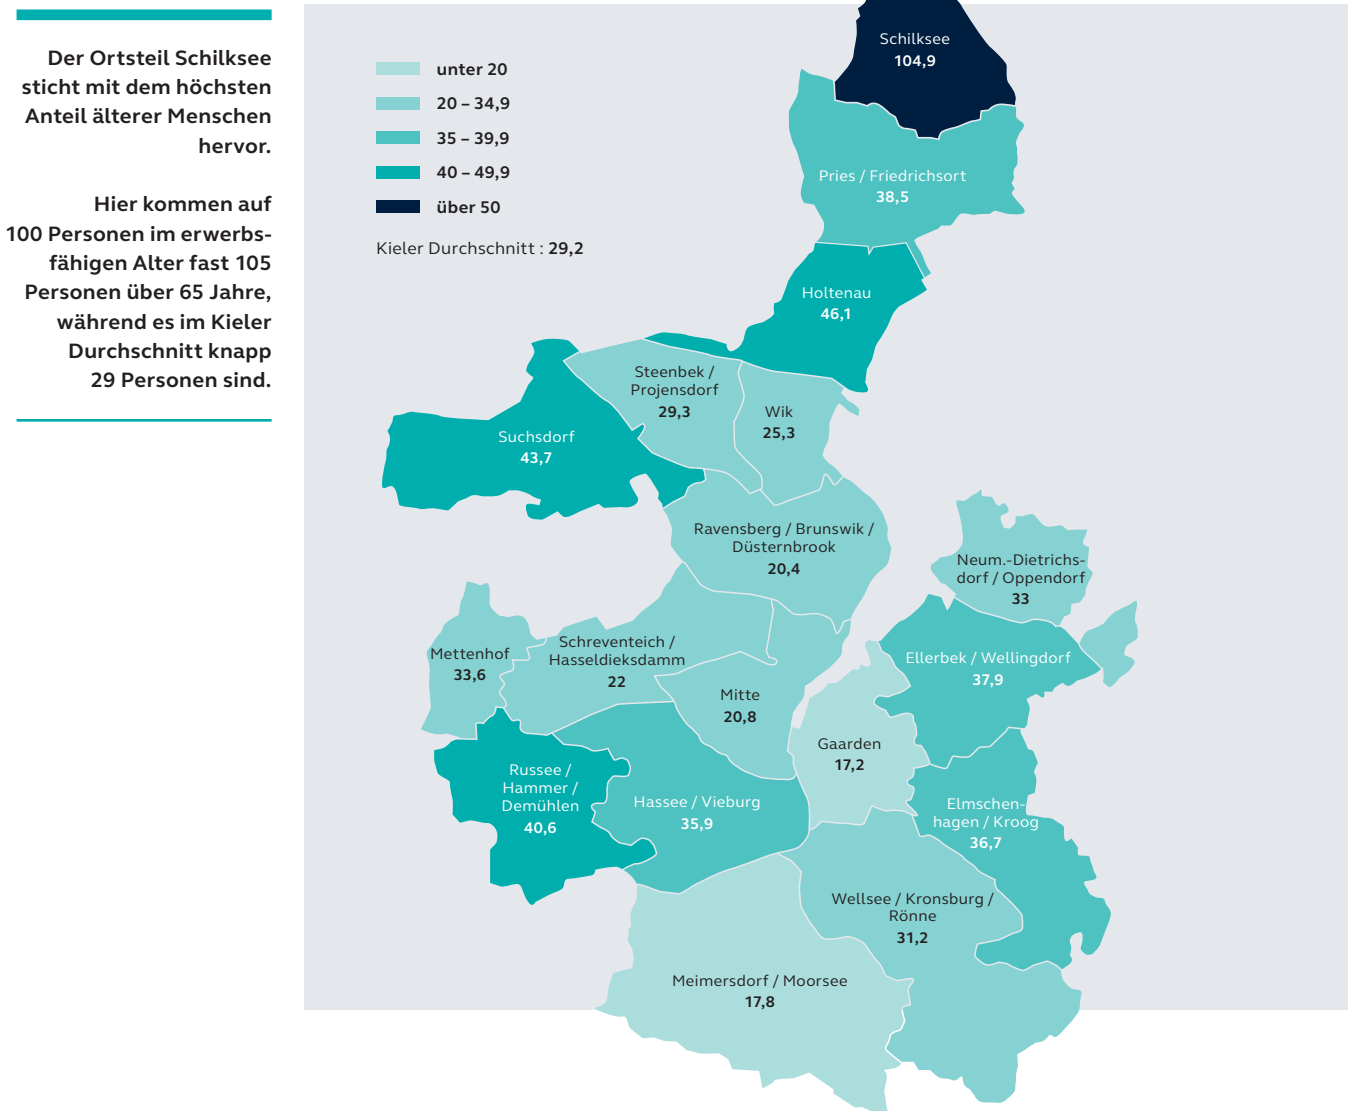 Der Ortsteil Schilksee
sticht mit dem höchsten
Anteil älterer Menschen
hervor.
Hier kommen auf
100 Personen im erwerbs-
fähigen Alter fast 105
Personen über 65 Jahre,
während es im Kieler
Durchschnitt knapp
29 Personen sind.
unter 20
20 – 34,9
35 – 39,9
40 – 49,9
über 50
Kieler Durchschnitt : 29,2
Schilksee
104,9
Pries / Friedrichsort
38,5
Holtenau
46,1
Steenbek /
Projensdorf
29,3
Wik
25,3
Suchsdorf
43,7
Ravensberg / Brunswik /
Düsternbrook
20,4
Neum.-Dietrichs-
dorf / Oppendorf
33
Mettenhof
33,6
Schreventeich /
Hasseldieksdamm
22
Ellerbek / Wellingdorf
37,9
Mitte
20,8
Gaarden
17,2
Russee /
Hammer /
Demühlen
40,6
Hassee / Vieburg
35,9
Elmschen-
hagen / Kroog
36,7
Wellsee / Kronsburg /
Rönne
31,2
Meimersdorf / Moorsee
17,8